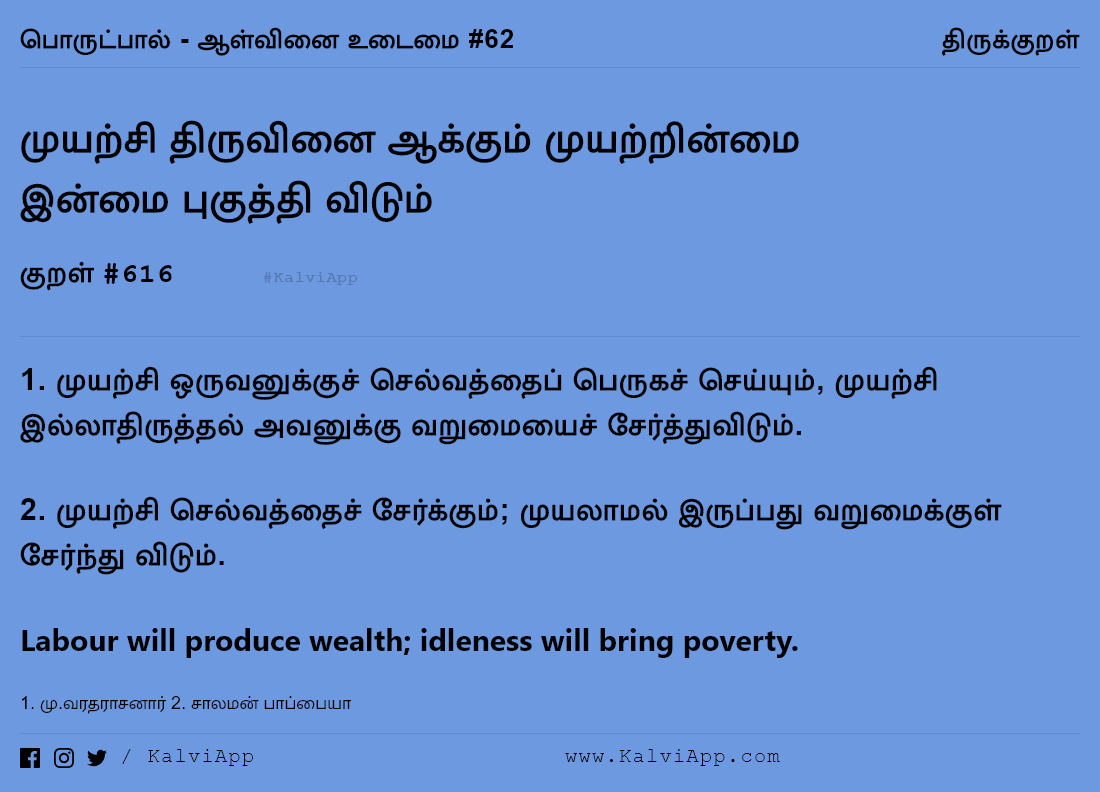 பொருட்பால் - ஆள்வினை உடைமை #62 திருக்குறள்
முயற்சி திருவினை ஆக்கும் முயற்றின்மை
இன்மை புகுத்தி விடும்
குறள் #616 #KalviApp
1. முயற்சி ஒருவனுக்குச் செல்வத்தைப் பெருகச் செய்யும், முயற்சி
இல்லாதிருத்தல் அவனுக்கு வறுமையைச் சேர்த்துவிடும்.
2. முயற்சி செல்வத்தைச் சேர்க்கும்; முயலாமல் இருப்பது வறுமைக்குள்
சேர்ந்து விடும்.
Labour will produce wealth; idleness will bring poverty.
1. மு.வரதராசனார் 2. சாலமன் பாப்பையா
/ KalviApp www.KalviApp.com